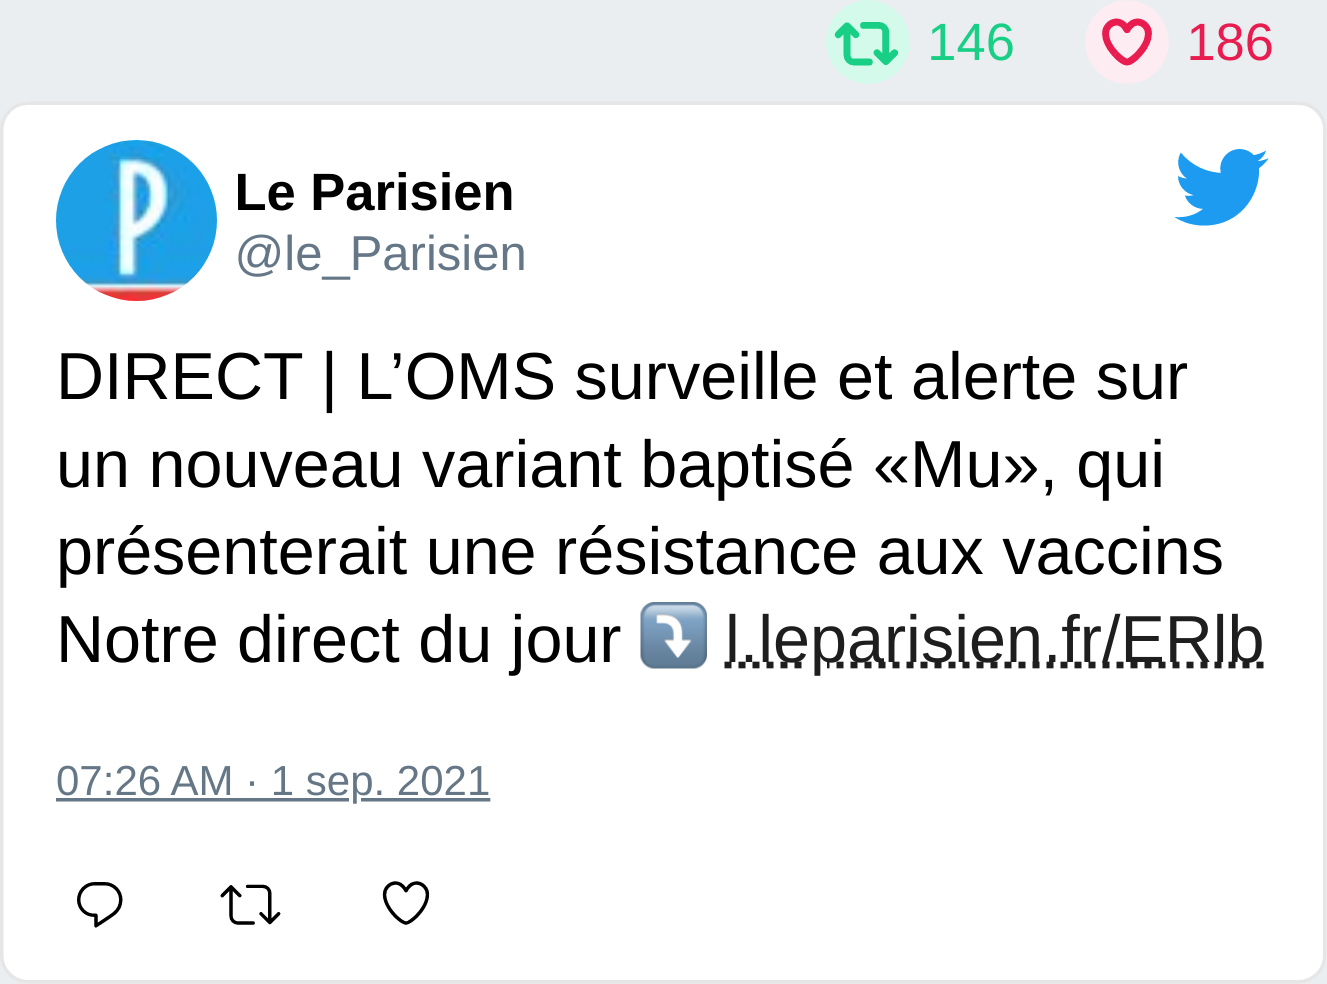 146 186
Le Parisien
@le_Parisien
DIRECT | L’OMS surveille et alerte sur
un nouveau variant baptisé «Mu», qui
présenterait une résistance aux vaccins
Notre direct du jour ⤵️ l.leparisien.fr/ERlb
07:26 AM · 1 sep. 2021